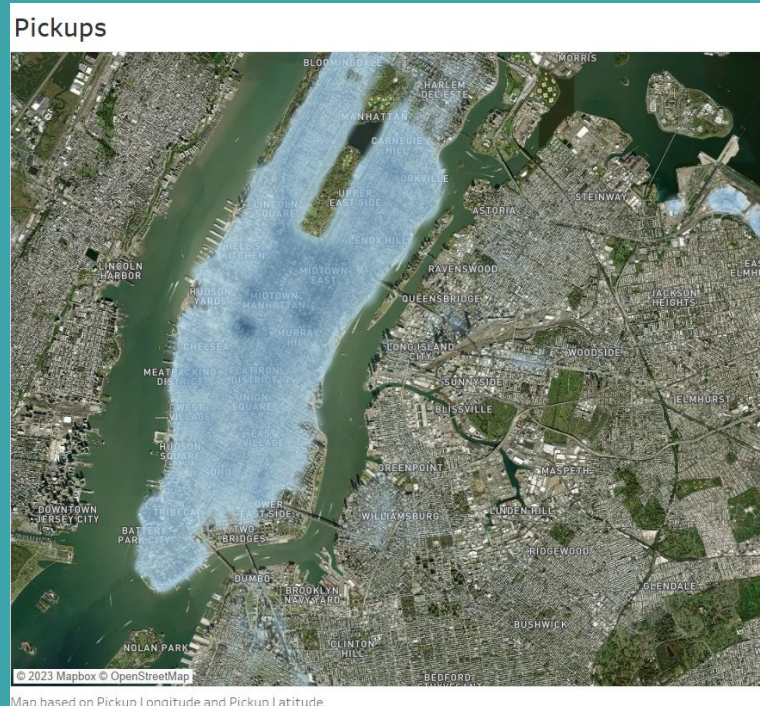 Pickups
BLOOMINGDALE
MORRIS
HARLEM
DEL ESTE
MANHATTAN
CARNEGIE
HILL
YORKVILLE
UPPER
EAST SIDE
STEINWAY
LINCOLN
SQUARE
ASTORIA
LENOX HILL
HELL'S
KITCHEN
LINCOLN
HARBOR
MIDTOWN
EAST
RAVENSWOOD
HUDSON
YARDS
MIDTOWN
MANHATTAN
QUEENSBRIDGE
JACKSON
HEIGHTS
MURRAY
HILL
CHELSEA
LONG ISLAND
CITY
WOODSIDE
MEATPACKING
DISTRICT
FLATIRON
DISTRICT
SUNNYSIDE
UNION
SQUARE
WEST
VILLAGE
BLISSVILLE
ELMHURST
EAST
VILLAGE
HUDSON
SQUARE
SOHO
GREENPOINT
MASPETH
DOWNTOWN
JERSEY CITY
TRIBECA
LOWER
EAST SIDE
WILLIAMSBURG
LINDEN HILL
BATTERY
PARK CITY
TWO
BRIDGES
RIDGEWOOD
DUMBO
GLENDALE
BROOKLYN
NAVY YARD
BUSHWICK
NOLAN PARK
CLINTON
HILL
BEDFORD-
© 2023 Mapbox © OpenStreetMap
Map based on Pickup Longitude and Pickup Latitude